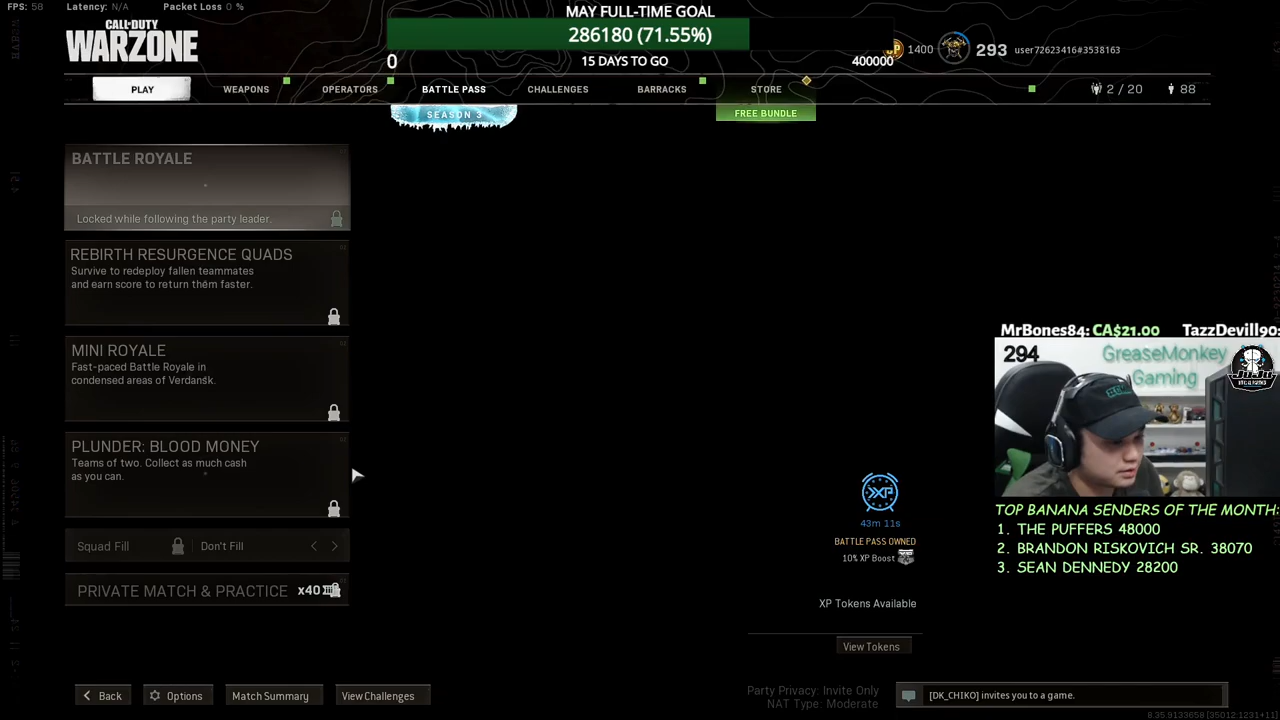 FPS: 58
Latency: N/A
Packet Loss 0 %
CALL OF DUTY
WARZONE
MAY FULL-TIME GOAL
286180 (71.55%)
0
15 DAYS TO GO
400000
1400
293
user72623416#3538163
PLAY
WEAPONS
OPERATORS
BATTLE PASS
CHALLENGES
BARRACKS
STORE
2 / 20
88
SEASON 3
FREE BUNDLE
BATTLE ROYALE
Locked while following the party leader.
REBIRTH RESURGENCE QUADS
Survive to redeploy fallen teammates
and earn score to return them faster.
MINI ROYALE
Fast-paced Battle Royale in
condensed areas of Verdansk.
PLUNDER: BLOOD MONEY
Teams of two. Collect as much cash
as you can.
Squad Fill
Don't Fill
PRIVATE MATCH & PRACTICE
x40
MrBones84: CA$21.00
TazzDevill90:
294
GreaseMonkey
Gaming
XP
43m 11s
BATTLE PASS OWNED
10% XP Boost
XP Tokens Available
View Tokens
TOP BANANA SENDERS OF THE MONTH:
1. THE PUFFERS 48000
2. BRANDON RISKOVICH SR. 38070
3. SEAN DENNEDY 28200
Back
Options
Match Summary
View Challenges
Party Privacy: Invite Only
NAT Type: Moderate
[DK_CHIKO] invites you to a game.
8.35.9133658 [35012:1231+11]